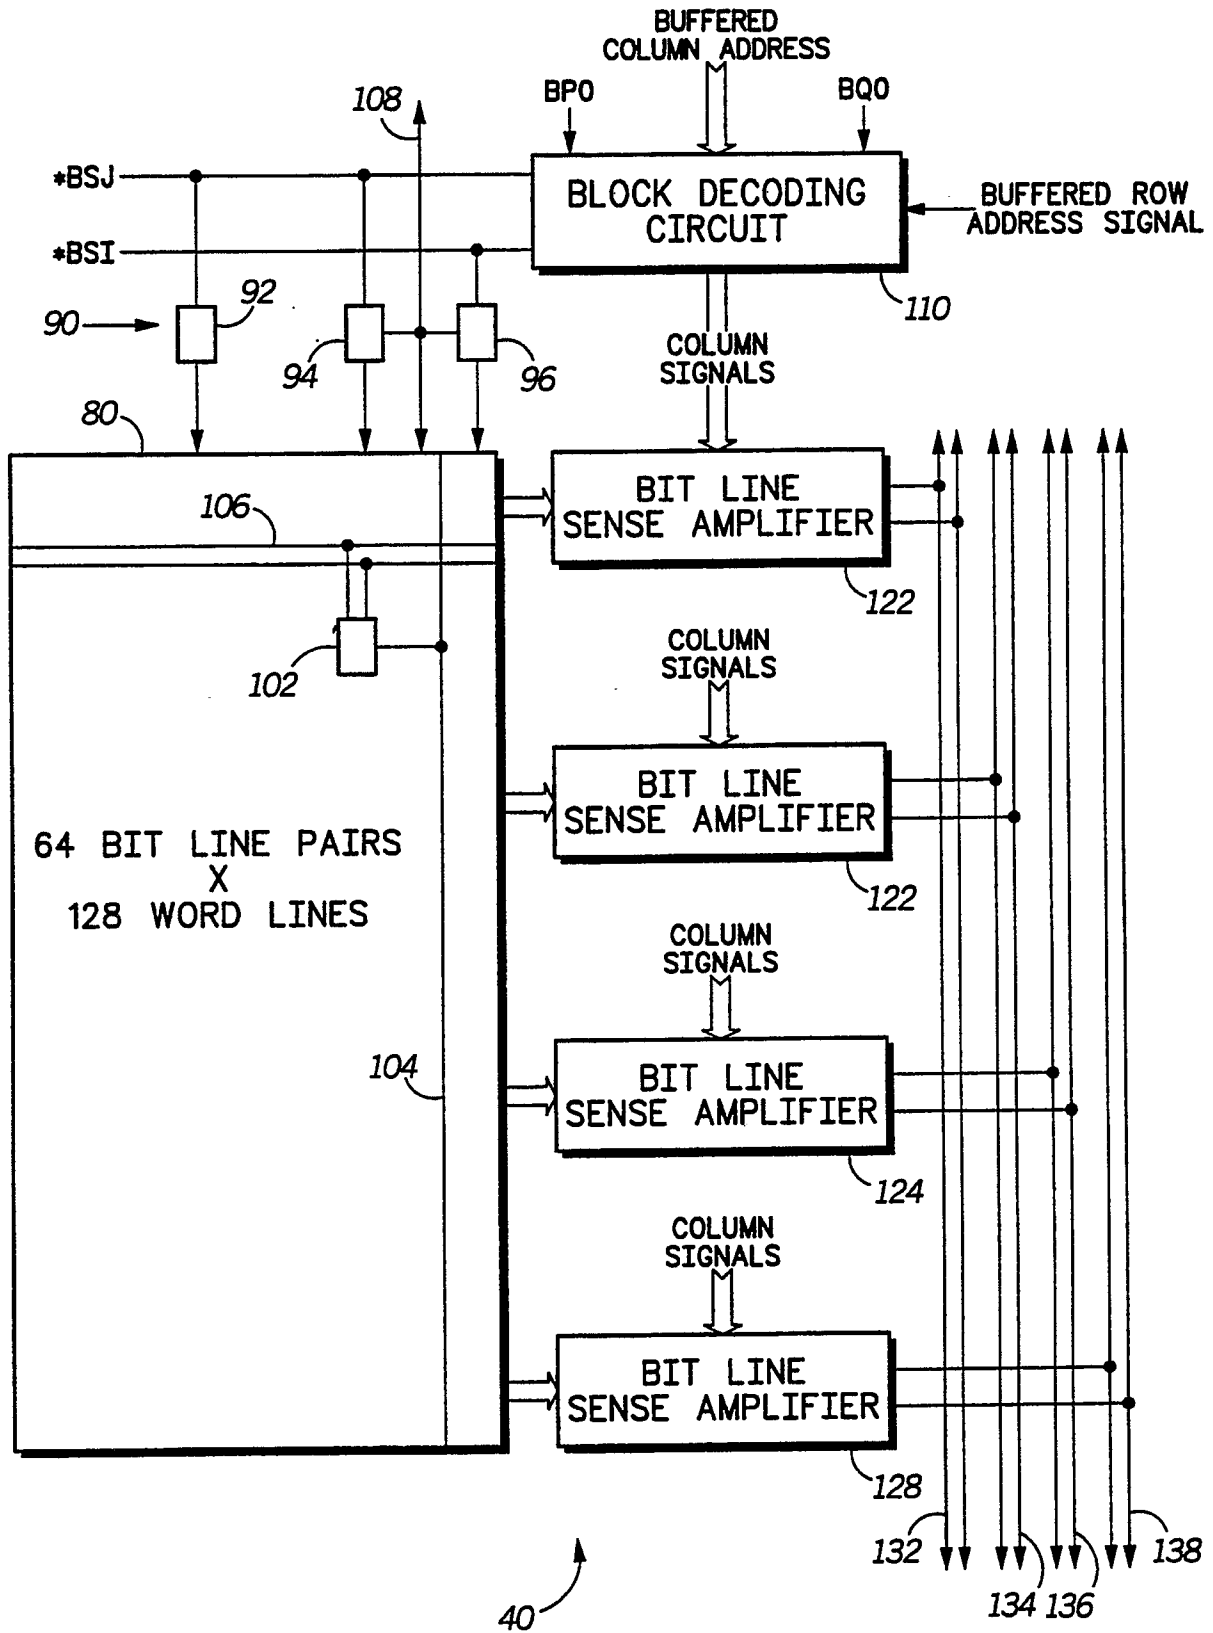 BUFFERED
COLUMN ADDRESS
BP0
BQ0
108
*BSJ
BLOCK DECODING
CIRCUIT
BUFFERED ROW
ADDRESS SIGNAL
*BSI
110
90
92
94
96
COLUMN
SIGNALS
80
106
BIT LINE
SENSE AMPLIFIER
122
102
COLUMN
SIGNALS
BIT LINE
SENSE AMPLIFIER
122
64 BIT LINE PAIRS
X
128 WORD LINES
COLUMN
SIGNALS
104
BIT LINE
SENSE AMPLIFIER
124
COLUMN
SIGNALS
BIT LINE
SENSE AMPLIFIER
128
132
134
136
138
40